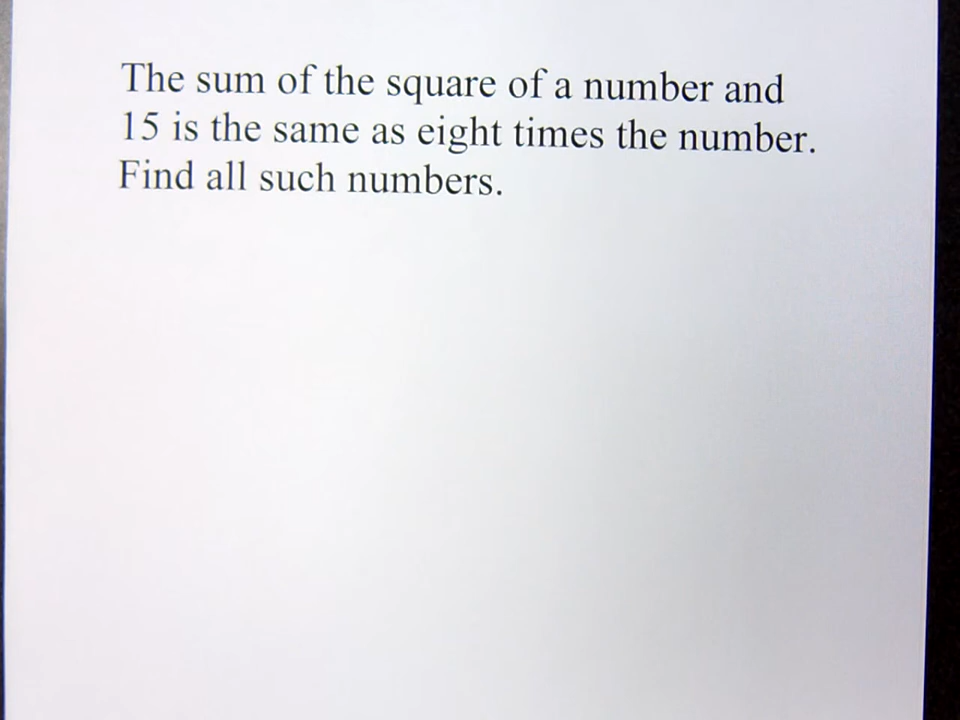 The sum of the square of a number and
15 is the same as eight times the number.
Find all such numbers.